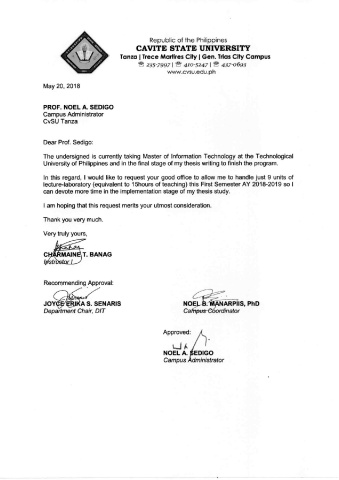 Republic of the Philippines
CAVITE STATE UNIVERSITY
Tanza | Trece Martires City | Gen. Trias City Campus
☎ 235-7997 | ☎ 410-5247 | ☎ 437-0693
www.cvsu.edu.ph
May 20, 2018
PROF. NOEL A. SEDIGO
Campus Administrator
CvSU Tanza
Dear Prof. Sedigo:
The undersigned is currently taking Master of Information Technology at the Technological
University of Philippines and in the final stage of my thesis writing to finish the program.
In this regard, I would like to request your good office to allow me to handle just 9 units of
lecture-laboratory (equivalent to 15hours of teaching) this First Semester AY 2018-2019 so I
can devote more time in the implementation stage of my thesis study.
I am hoping that this request merits your utmost consideration.
Thank you very much.
Very truly yours,
CHARMAINE T. BANAG
Instructor I
Recommending Approval:
JOYCE ERIKA S. SENARIS NOEL B. MANARPIIS, PhD
Department Chair, DIT Campus Coordinator
Approved:
NOEL A. SEDIGO
Campus Administrator